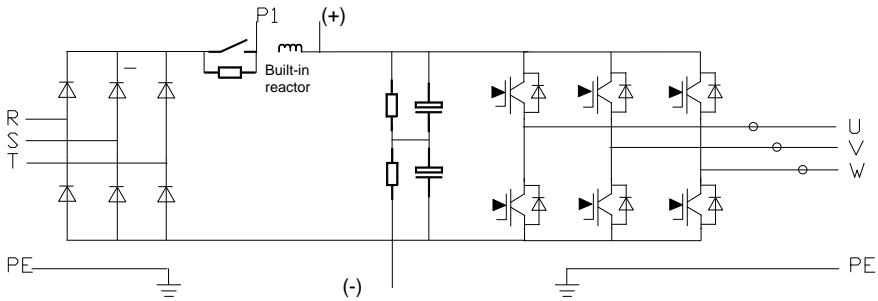 P1
(+)
Built-in
reactor
R
S
T
U
V
W
PE
PE
(-)